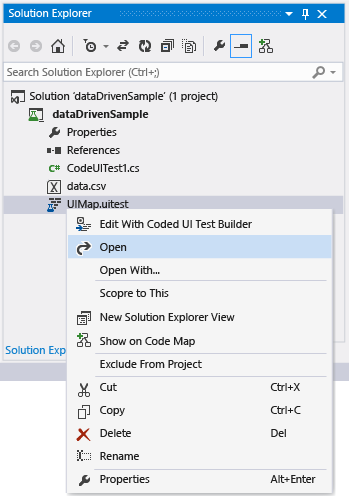 Solution Explorer
Search Solution Explorer (Ctrl+;)
Solution 'dataDrivenSample' (1 project)
dataDrivenSample
Properties
References
C# CodeUITest1.cs
data.csv
UIMap.uitest
Edit With Coded UI Test Builder
Open
Open With...
Scopre to This
New Solution Explorer View
Solution Exp
Show on Code Map
Exclude From Project
Cut Ctrl+X
Copy Ctrl+C
Delete Del
Rename
Properties Alt+Enter